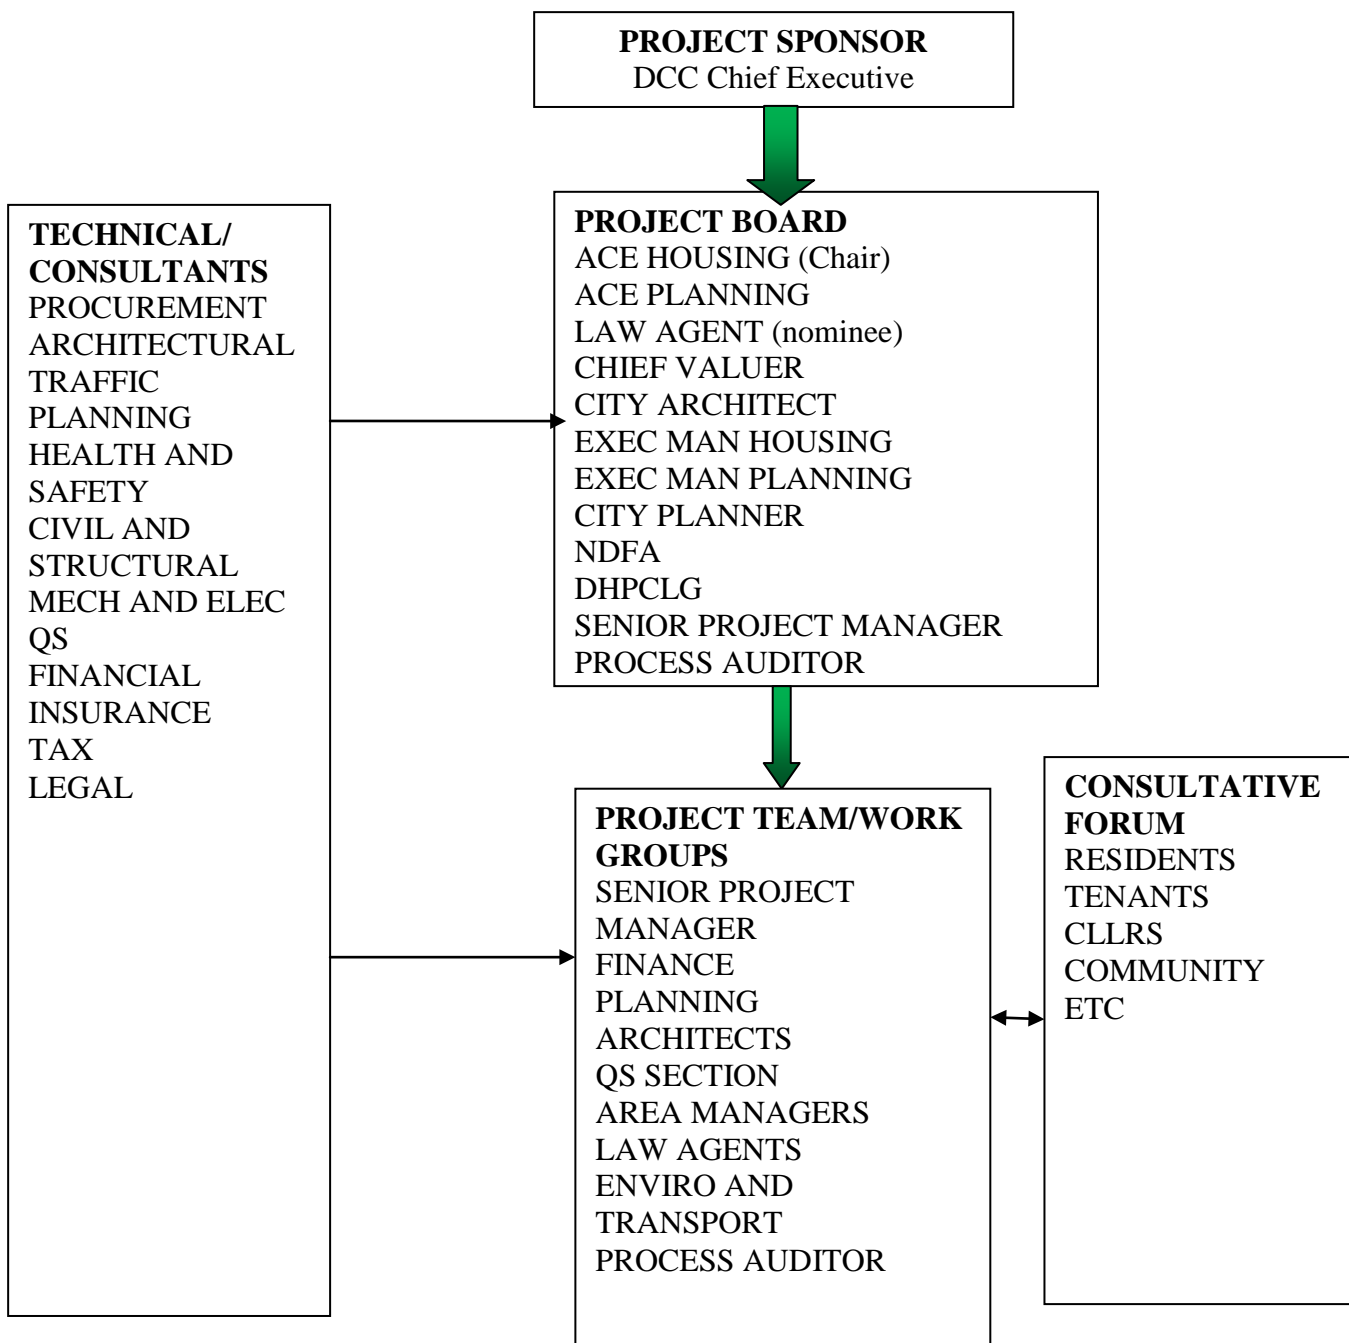 PROJECT SPONSOR
DCC Chief Executive
TECHNICAL/
CONSULTANTS
PROCUREMENT
ARCHITECTURAL
TRAFFIC
PLANNING
HEALTH AND
SAFETY
CIVIL AND
STRUCTURAL
MECH AND ELEC
QS
FINANCIAL
INSURANCE
TAX
LEGAL
PROJECT BOARD
ACE HOUSING (Chair)
ACE PLANNING
LAW AGENT (nominee)
CHIEF VALUER
CITY ARCHITECT
EXEC MAN HOUSING
EXEC MAN PLANNING
CITY PLANNER
NDFA
DHPCLG
SENIOR PROJECT MANAGER
PROCESS AUDITOR
PROJECT TEAM/WORK
GROUPS
SENIOR PROJECT
MANAGER
FINANCE
PLANNING
ARCHITECTS
QS SECTION
AREA MANAGERS
LAW AGENTS
ENVIRO AND
TRANSPORT
PROCESS AUDITOR
CONSULTATIVE
FORUM
RESIDENTS
TENANTS
CLLRS
COMMUNITY
ETC